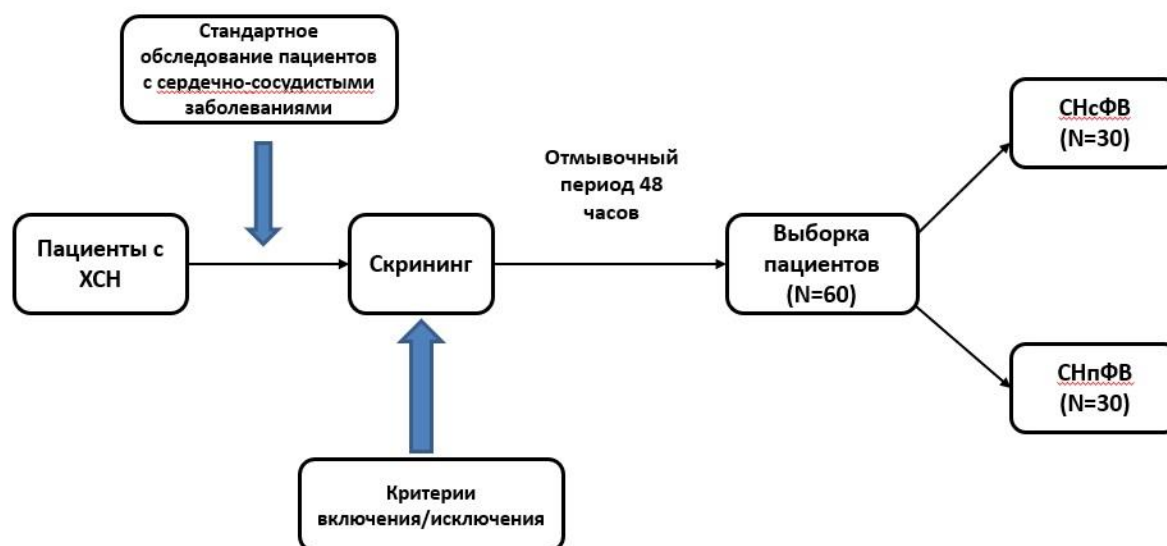 Стандартное
обследование пациентов
с сердечно-сосудистыми
заболеваниями
Пациенты с
ХСН
Скрининг
Отмывочный
период 48
часов
Выборка
пациентов
(N=60)
СНсФВ
(N=30)
СНпФВ
(N=30)
Критерии
включения/исключения